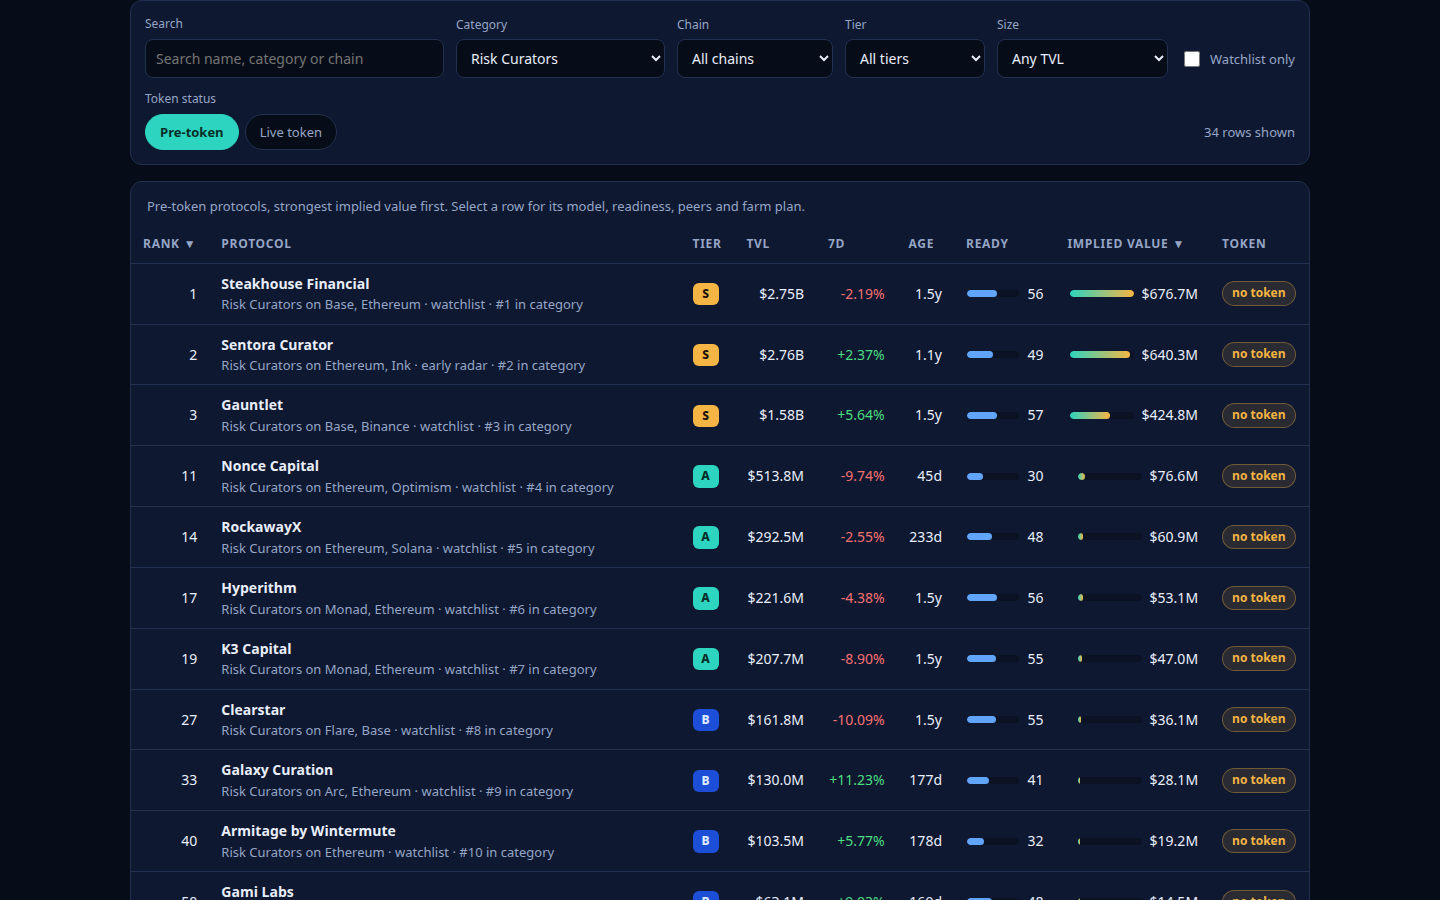 Search
Category
Chain
Tier
Size
Search name, category or chain
Risk Curators
All chains
All tiers
Any TVL
Watchlist only
Token status
Pre-token
Live token
34 rows shown
Pre-token protocols, strongest implied value first. Select a row for its model, readiness, peers and farm plan.
RANK ▼ PROTOCOL TIER TVL 7D AGE READY IMPLIED VALUE ▼ TOKEN
1 Steakhouse Financial S $2.75B -2.19% 1.5y 56 $676.7M no token
Risk Curators on Base, Ethereum · watchlist · #1 in category
2 Sentora Curator S $2.76B +2.37% 1.1y 49 $640.3M no token
Risk Curators on Ethereum, Ink · early radar · #2 in category
3 Gauntlet S $1.58B +5.64% 1.5y 57 $424.8M no token
Risk Curators on Base, Binance · watchlist · #3 in category
11 Nonce Capital A $513.8M -9.74% 45d 30 $76.6M no token
Risk Curators on Ethereum, Optimism · watchlist · #4 in category
14 RockawayX A $292.5M -2.55% 233d 48 $60.9M no token
Risk Curators on Ethereum, Solana · watchlist · #5 in category
17 Hyperithm A $221.6M -4.38% 1.5y 56 $53.1M no token
Risk Curators on Monad, Ethereum · watchlist · #6 in category
19 K3 Capital A $207.7M -8.90% 1.5y 55 $47.0M no token
Risk Curators on Monad, Ethereum · watchlist · #7 in category
27 Clearstar B $161.8M -10.09% 1.5y 55 $36.1M no token
Risk Curators on Flare, Base · watchlist · #8 in category
33 Galaxy Curation B $130.0M +11.23% 177d 41 $28.1M no token
Risk Curators on Arc, Ethereum · watchlist · #9 in category
40 Armitage by Wintermute B $103.5M +5.77% 178d 32 $19.2M no token
Risk Curators on Ethereum · watchlist · #10 in category
Gami Labs